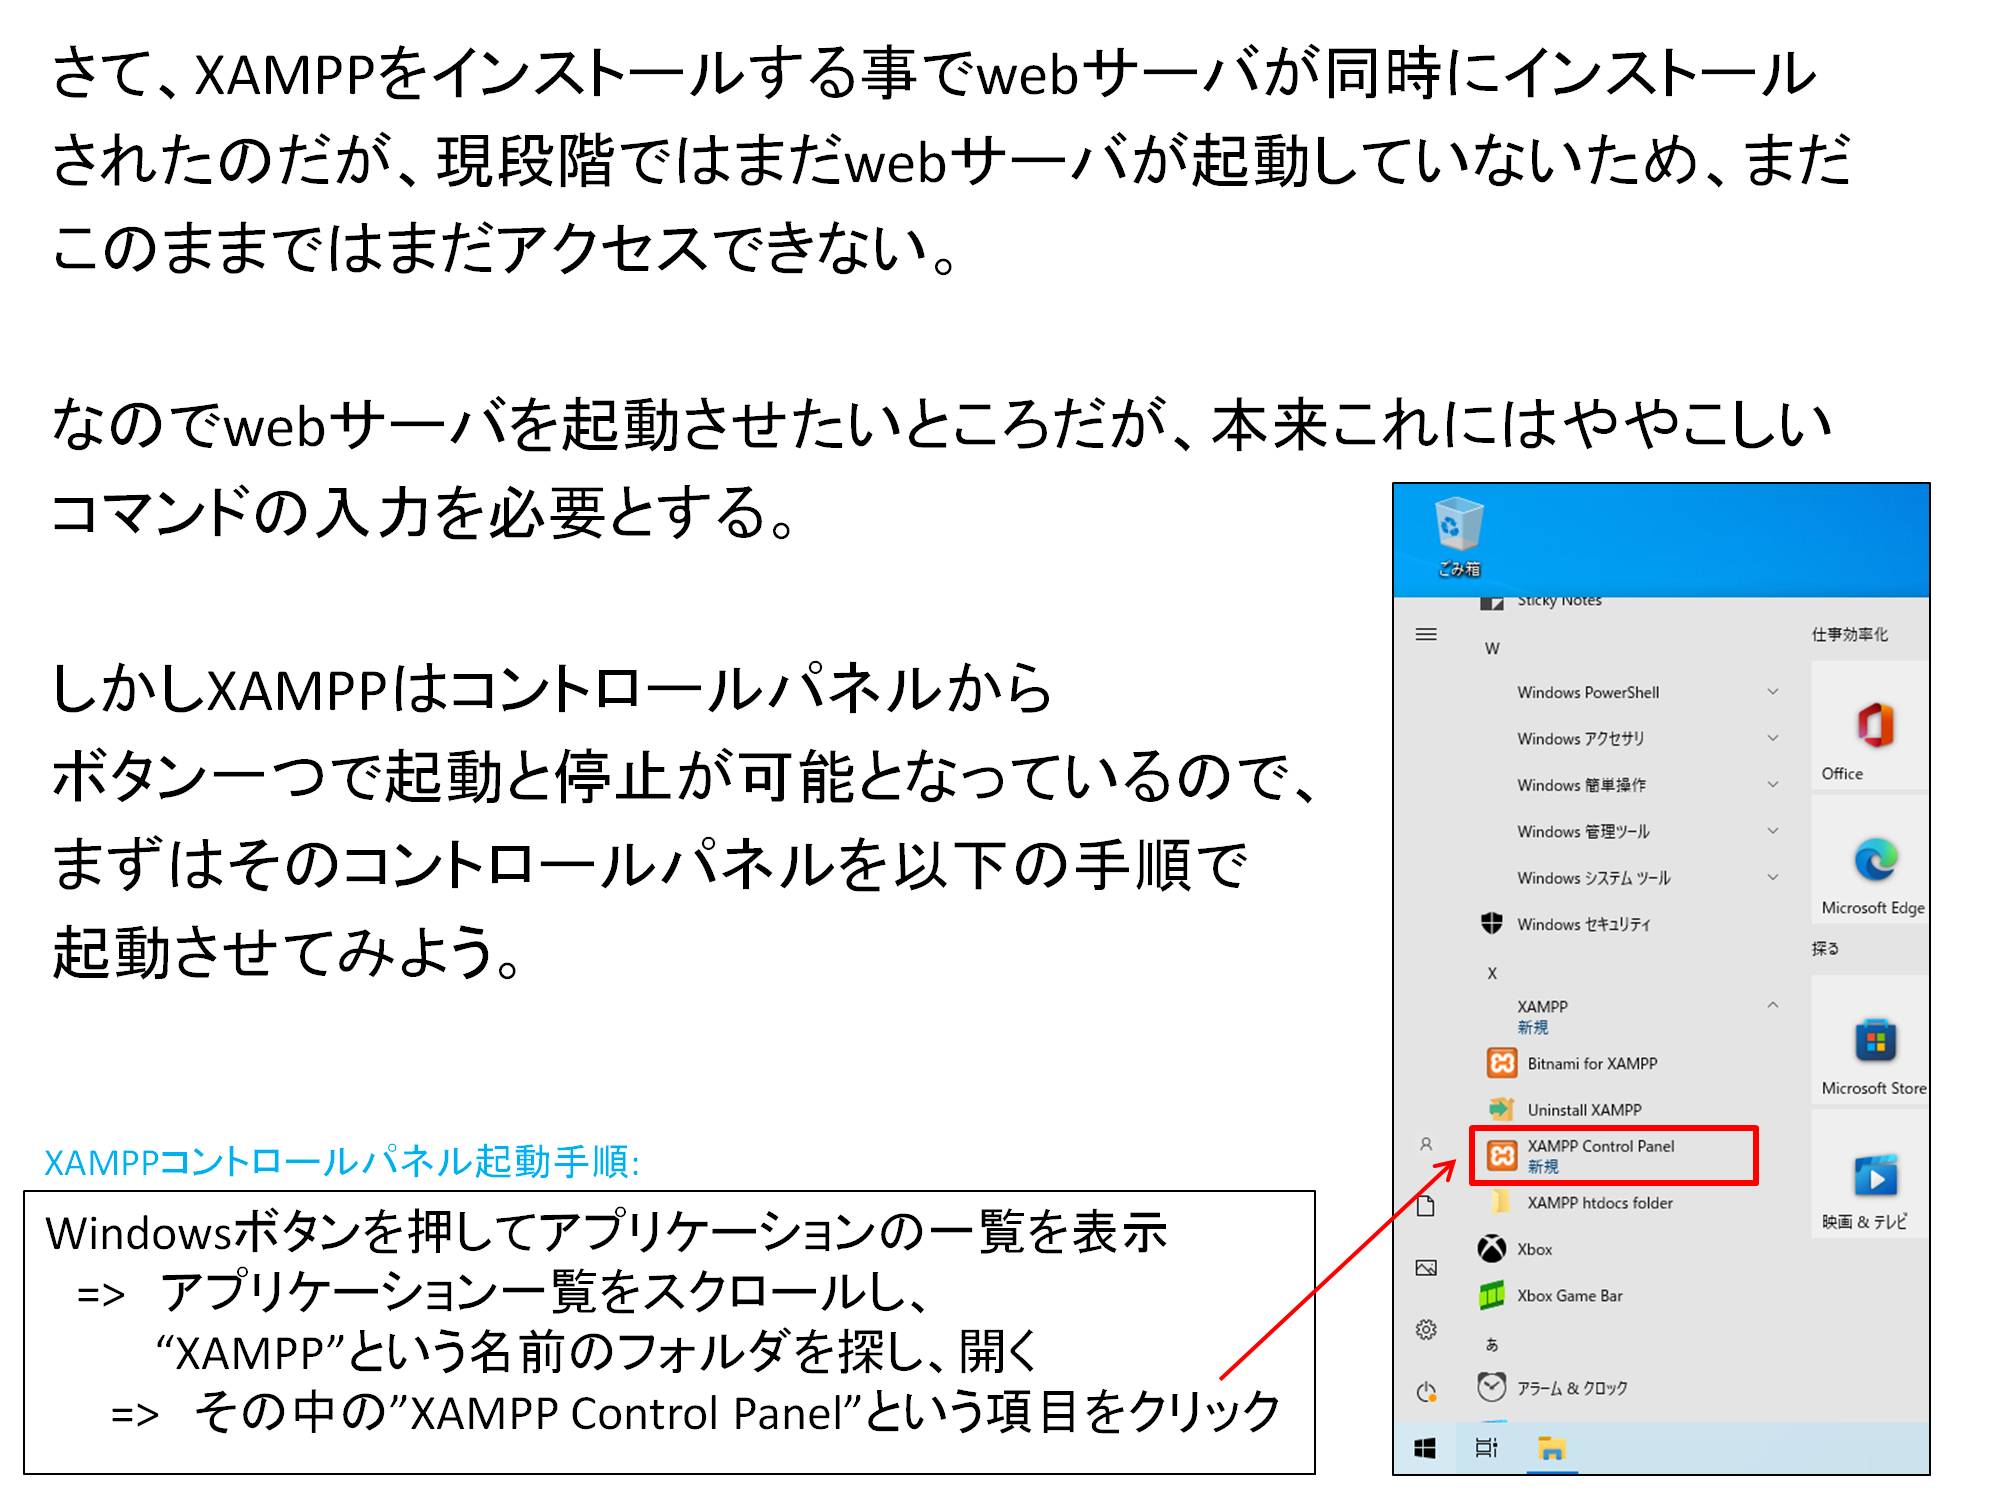 さて、XAMPPをインストールする事でwebサーバが同時にインストール
されたのだが、現段階ではまだwebサーバが起動していないため、まだ
このままではまだアクセスできない。
なのでwebサーバを起動させたいところだが、本来これにはややこしい
コマンドの入力を必要とする。
しかしXAMPPはコントロールパネルから
ボタン一つで起動と停止が可能となっているので、
まずはそのコントロールパネルを以下の手順で
起動させてみよう。
XAMPPコントロールパネル起動手順:
Windowsボタンを押してアプリケーションの一覧を表示
=> アプリケーション一覧をスクロールし、
“XAMPP”という名前のフォルダを探し、開く
=> その中の”XAMPP Control Panel”という項目をクリック
ごみ箱
Sticky Notes
W
Windows PowerShell
Windows アクセサリ
Windows 簡単操作
Windows 管理ツール
Windows システム ツール
Windows セキュリティ
X
XAMPP
新規
Bitnami for XAMPP
Uninstall XAMPP
XAMPP Control Panel
新規
XAMPP htdocs folder
Xbox
Xbox Game Bar
あ
アラーム & クロック
仕事効率化
Office
Microsoft Edge
探る
Microsoft Store
映画 & テレビ